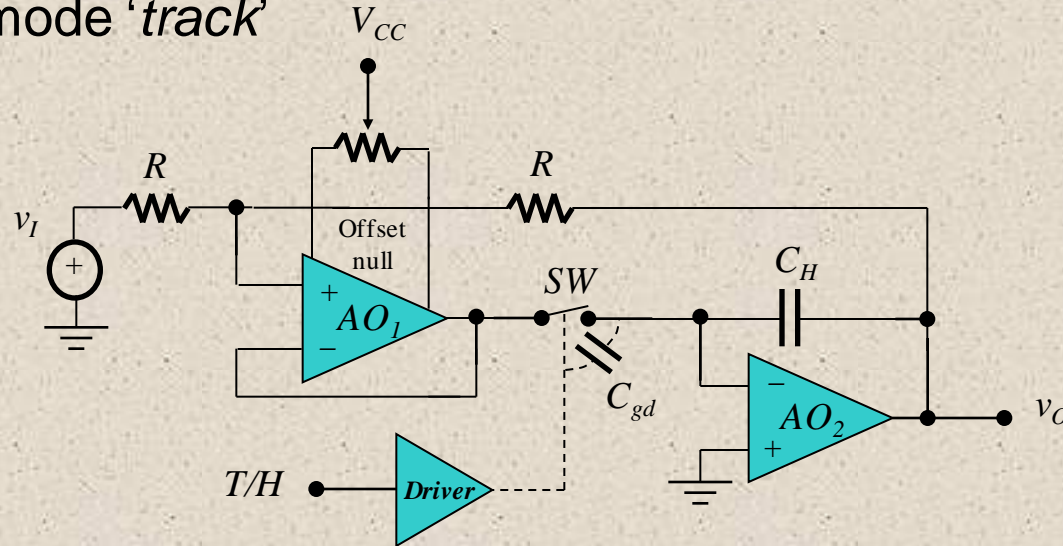 mode 'track'
V_CC
R
R
v_I
Offset
null
+
+
AO_1
−
SW
C_H
C_gd
−
AO_2
+
v_O
T/H
Driver